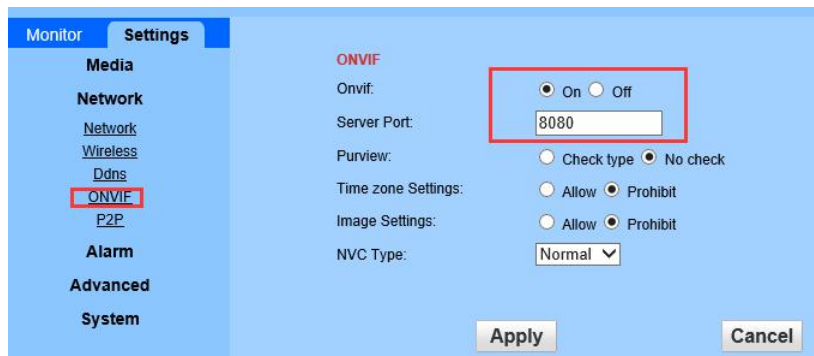 Monitor Settings
Media
Network
Network
Wireless
Ddns
ONVIF
P2P
Alarm
Advanced
System
ONVIF
Onvif: On Off
Server Port: 8080
Purview: Check type No check
Time zone Settings: Allow Prohibit
Image Settings: Allow Prohibit
NVC Type: Normal
Apply Cancel